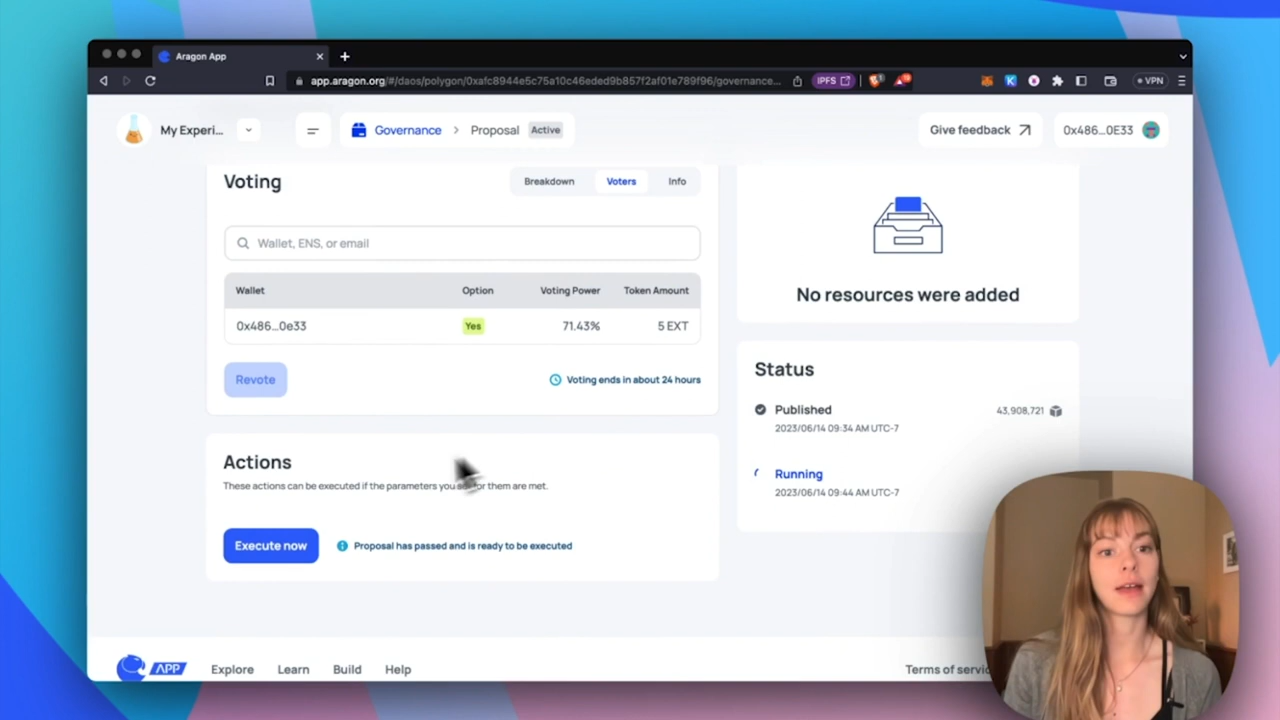 Aragon App
app.aragon.org/#/daos/polygon/0xafc8944e5c75a10c46eded9b857f2af01e789f96/governance...
IPFS
VPN
My Experi...
Governance > Proposal Active
Give feedback
0x486...0E33
Voting
Breakdown Voters Info
Wallet, ENS, or email
Wallet Option Voting Power Token Amount
0x486...0e33 Yes 71.43% 5 EXT
Revote
Voting ends in about 24 hours
Actions
These actions can be executed if the parameters you for them are met.
Execute now
Proposal has passed and is ready to be executed
No resources were added
Status
Published 43,908,721
2023/06/14 09:34 AM UTC-7
Running
2023/06/14 09:44 AM UTC-7
APP
Explore Learn Build Help
Terms of